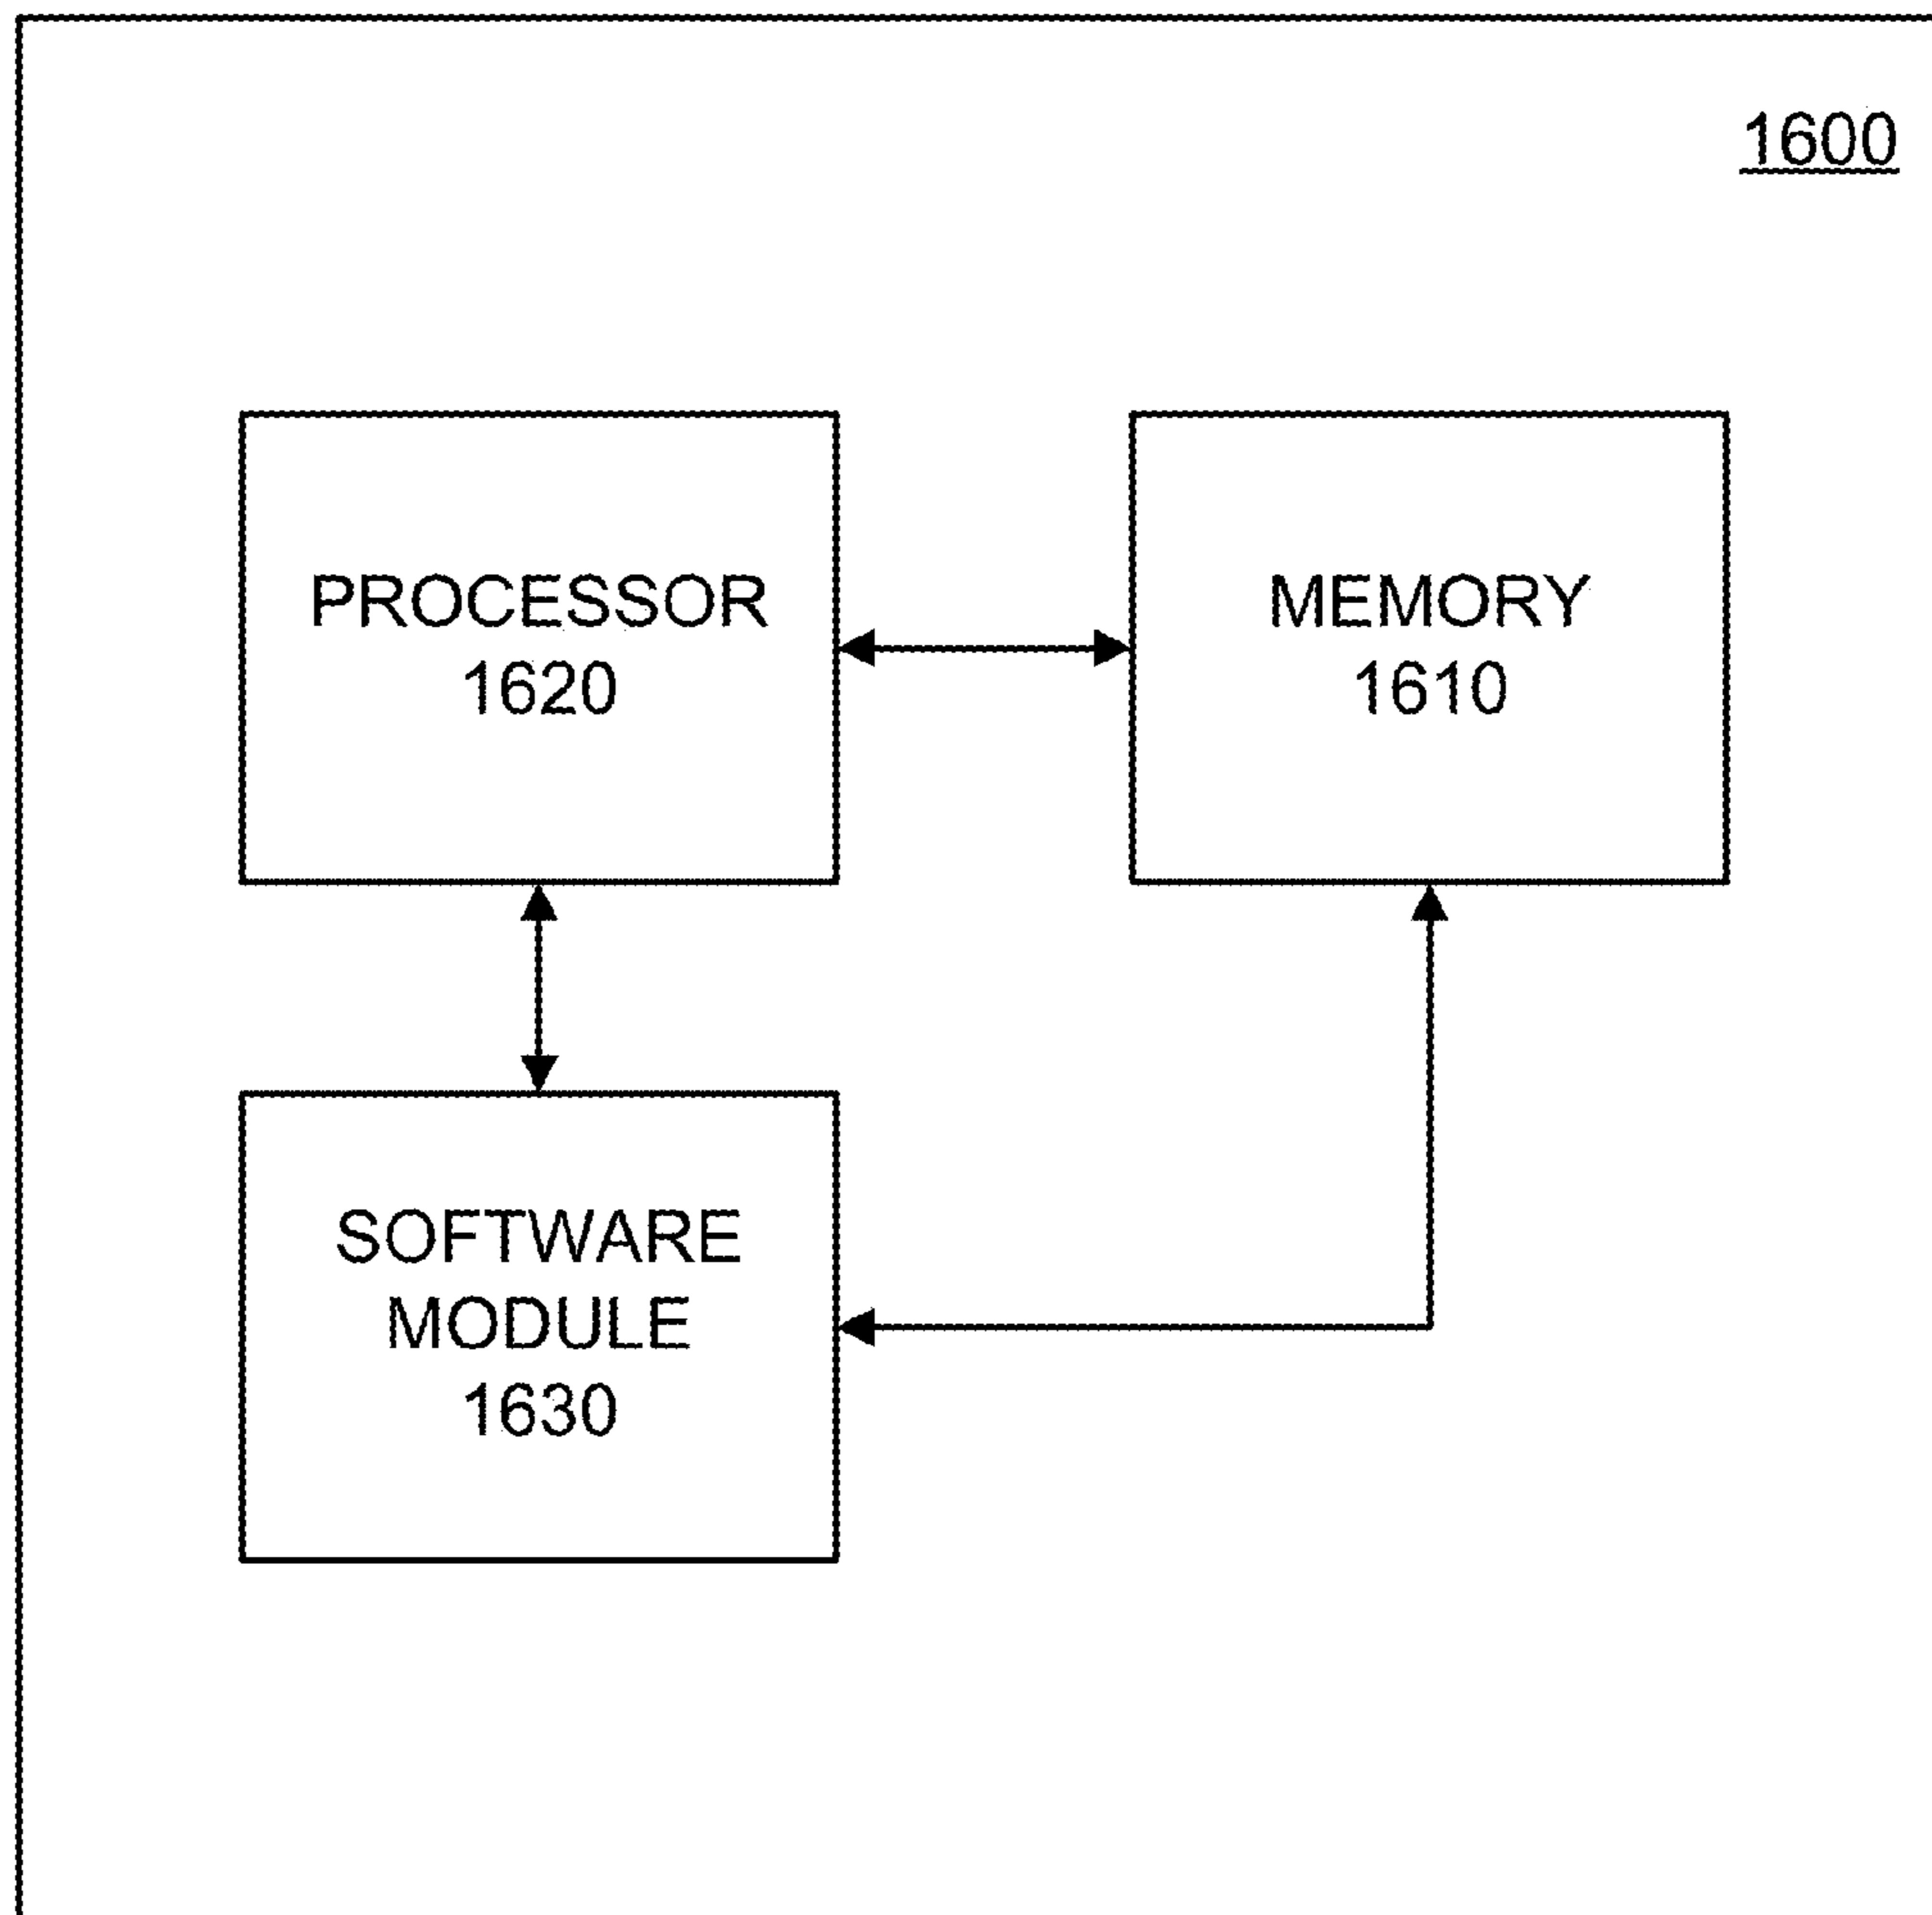 1600
PROCESSOR
1620
MEMORY
1610
SOFTWARE
MODULE
1630